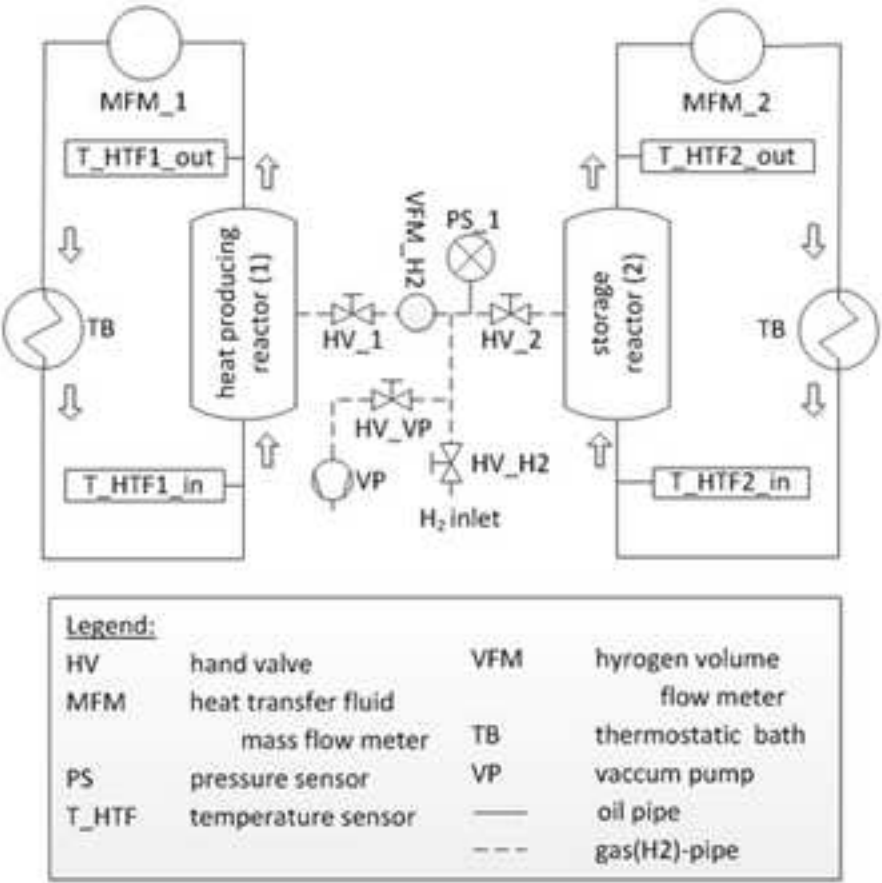 MFM_1
MFM_2
T_HTF1_out
T_HTF2_out
heat producing
reactor (1)
VFM_H2
PS_1
storage
reactor (2)
TB
HV_1
HV_2
TB
HV_VP
VP
HV_H2
T_HTF1_in
T_HTF2_in
H₂ inlet
Legend:
HV hand valve
MFM heat transfer fluid
mass flow meter
PS pressure sensor
T_HTF temperature sensor
VFM hyrogen volume
flow meter
TB thermostatic bath
VP vaccum pump
oil pipe
gas(H2)-pipe